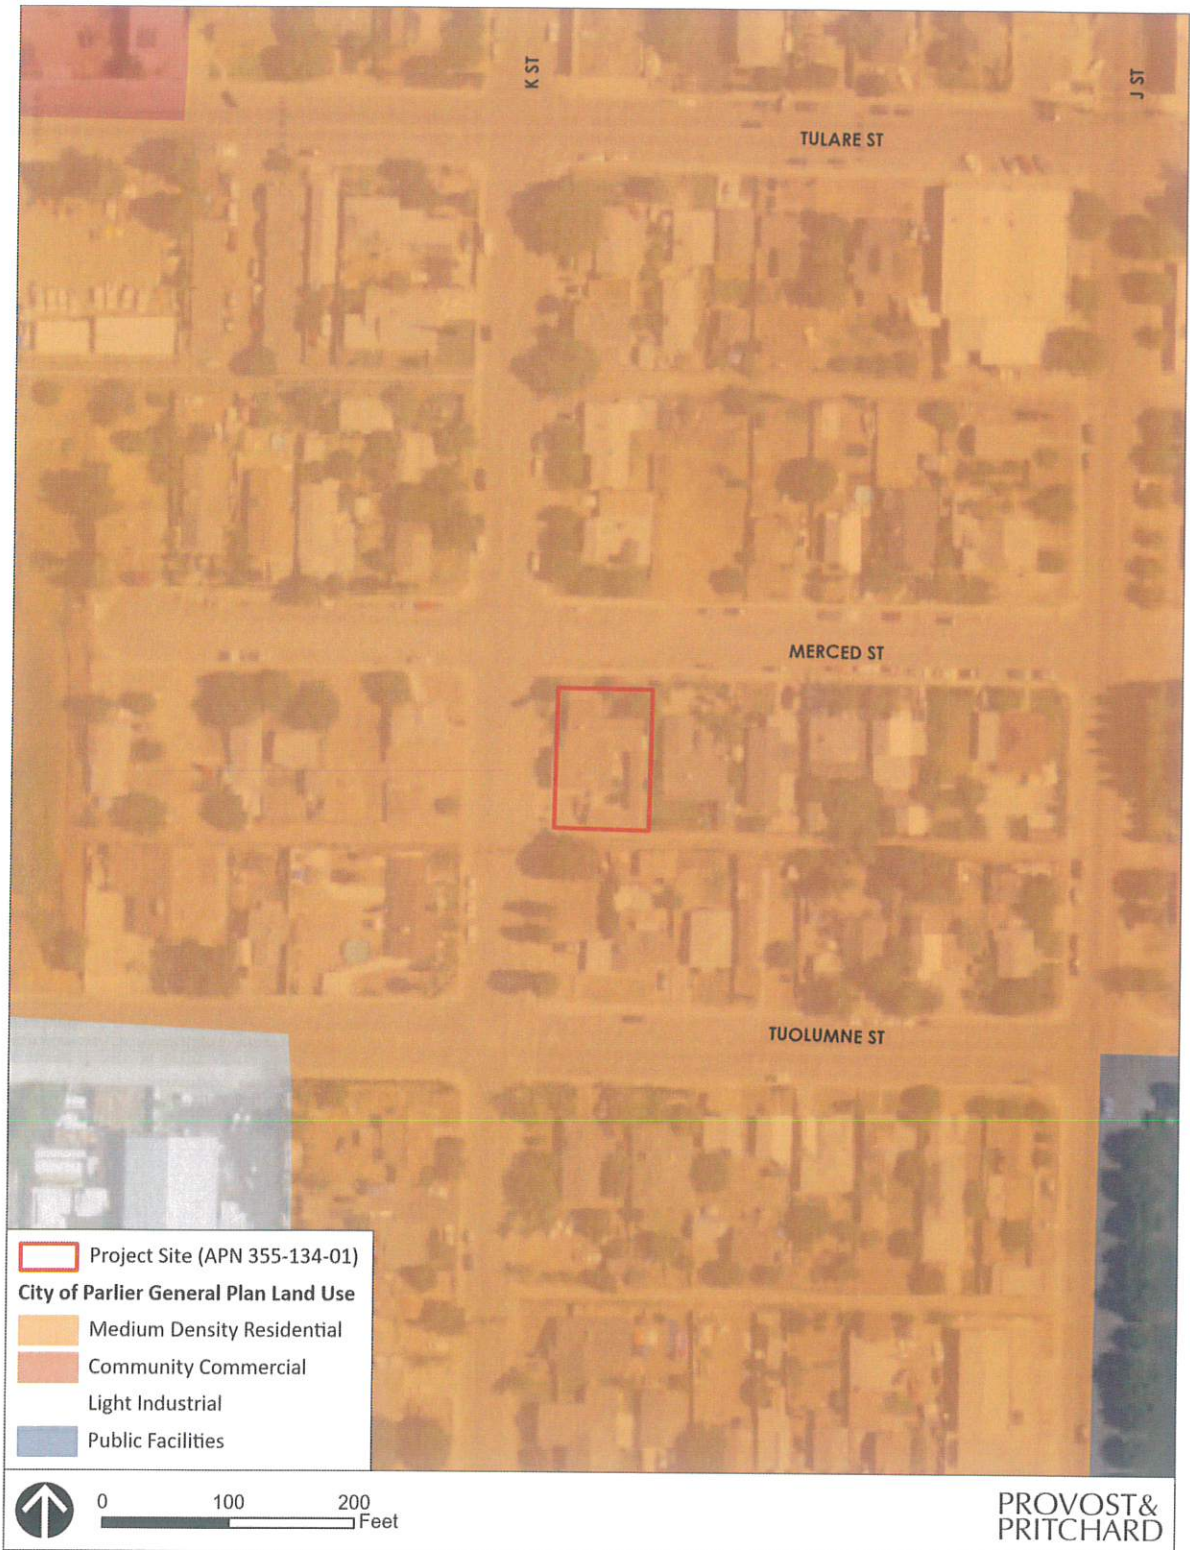 K ST
J ST
TULARE ST
MERCED ST
TUOLUMNE ST
Project Site (APN 355-134-01)
City of Parlier General Plan Land Use
Medium Density Residential
Community Commercial
Light Industrial
Public Facilities
0 100 200
Feet
PROVOST&
PRITCHARD